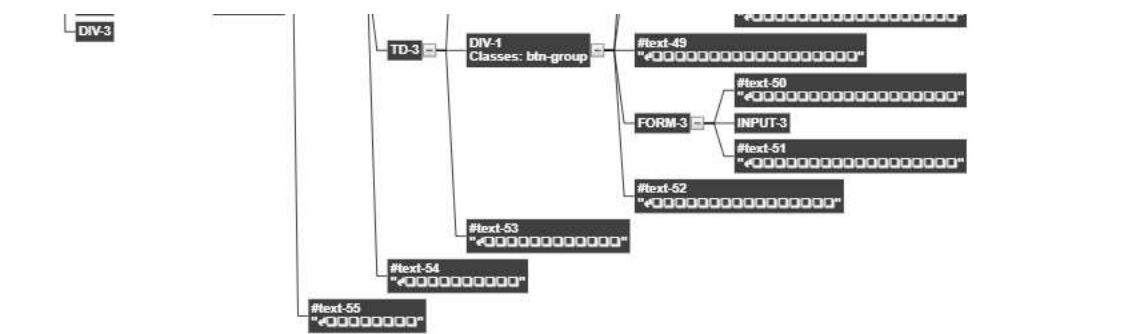 DIV-3
TD-3
DIV-1
Classes: btn-group
#text-49
FORM-3
#text-50
INPUT-3
#text-51
#text-52
#text-53
#text-54
#text-55